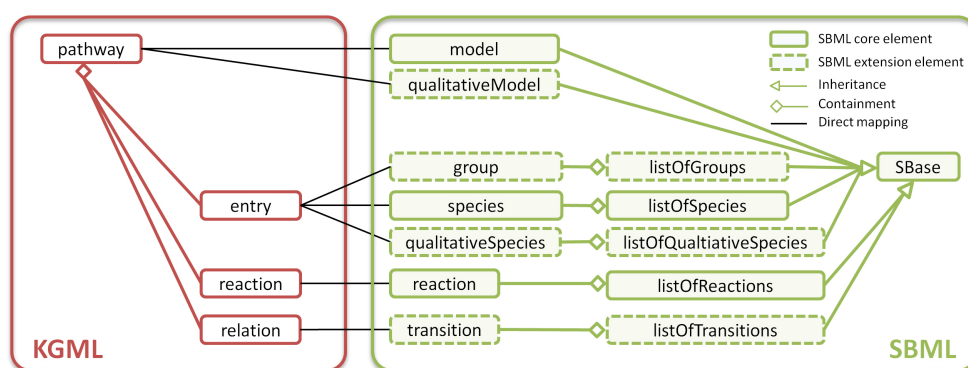 pathway
model
qualitativeModel
SBML core element
SBML extension element
Inheritance
Containment
Direct mapping
group
listOfGroups
SBase
entry
species
listOfSpecies
qualitativeSpecies
listOfQualtiativeSpecies
reaction
reaction
listOfReactions
relation
transition
listOfTransitions
KGML
SBML